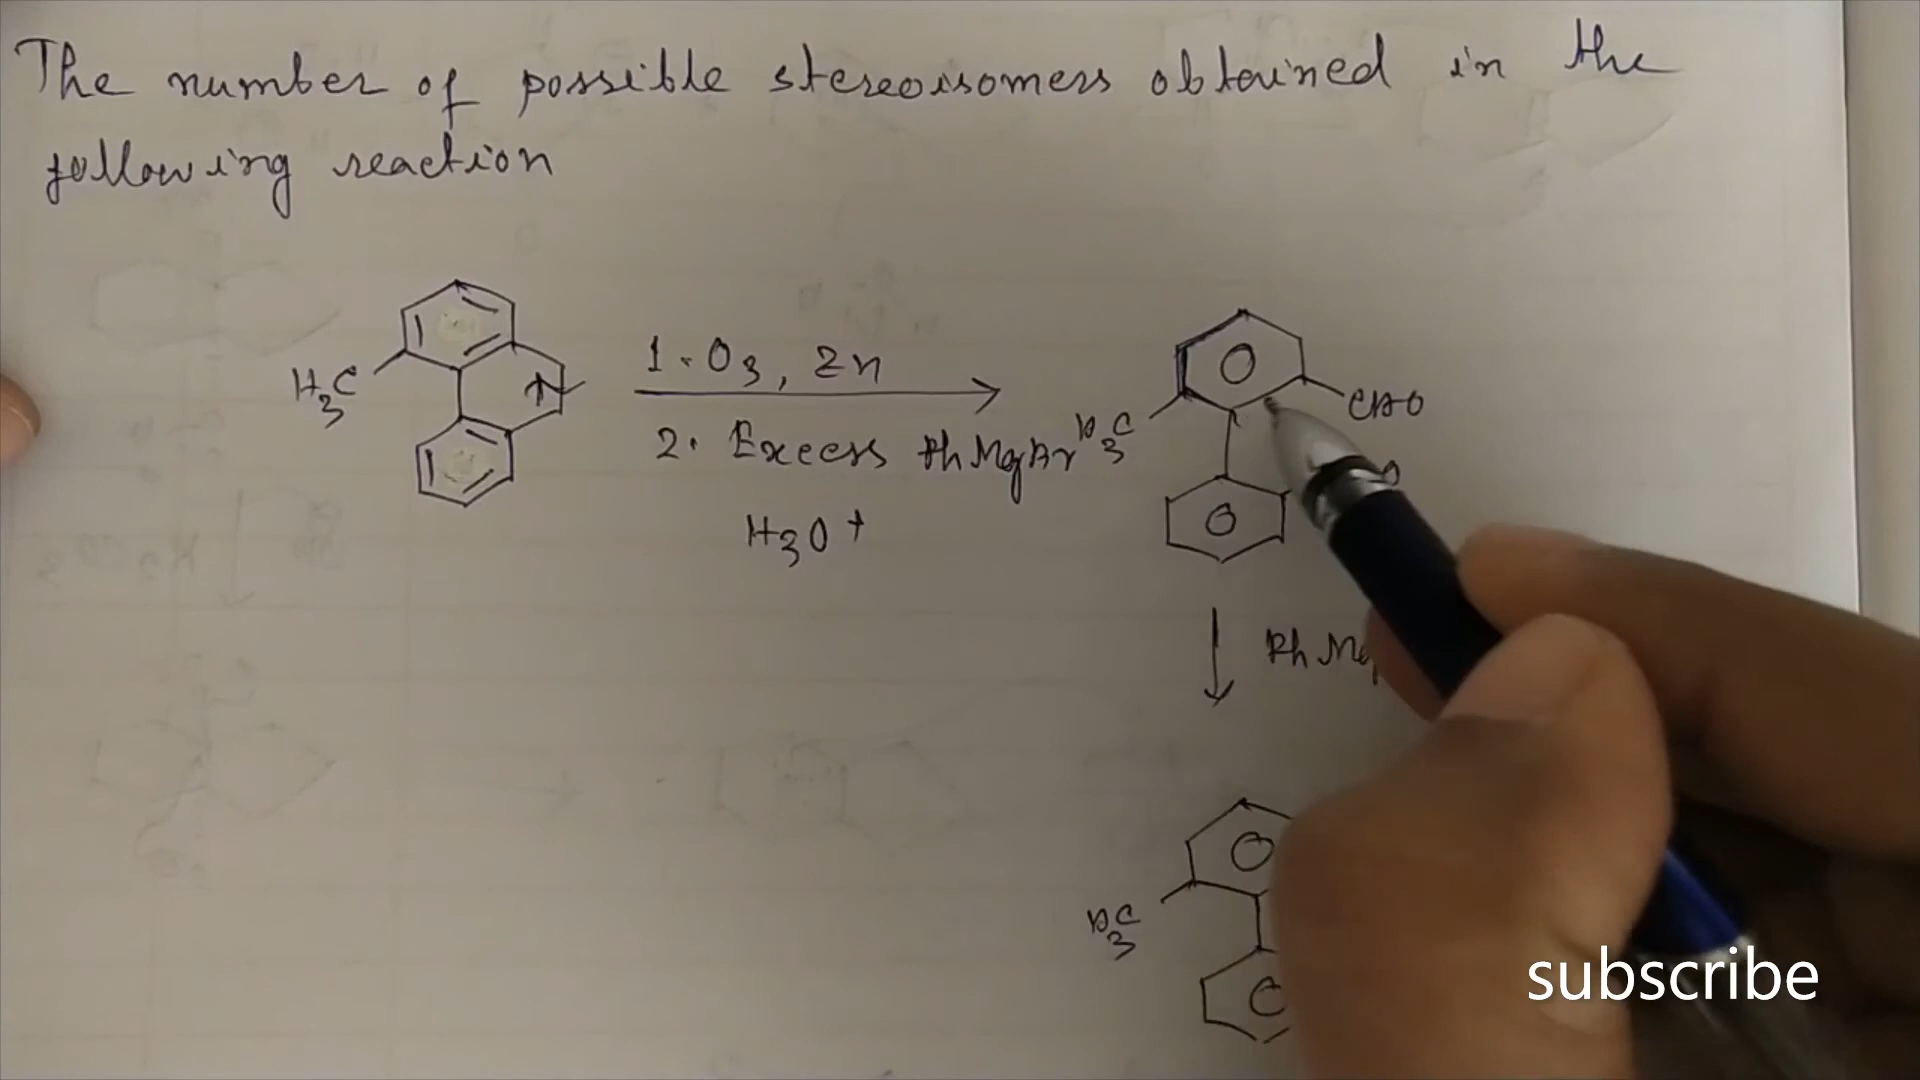 The number of possible stereoisomers obtained in the
following reaction
H3C
1. O3, Zn
2. Excess PhMgBr
H3O+
H3C
CHO
PhMg
H3C
subscribe